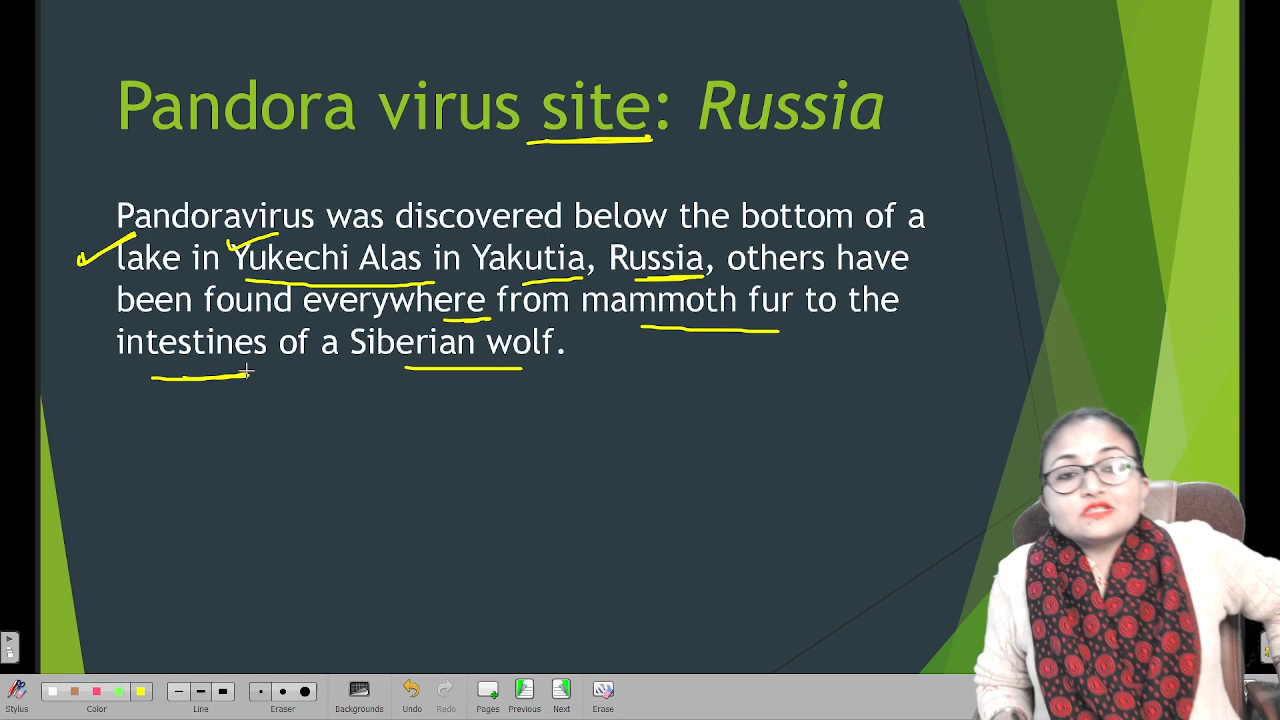 Pandora virus site: Russia
Pandoravirus was discovered below the bottom of a
lake in Yukechi Alas in Yakutia, Russia, others have
been found everywhere from mammoth fur to the
intestines of a Siberian wolf.
Stylus Color Line Eraser Backgrounds Undo Redo Pages Previous Next Erase